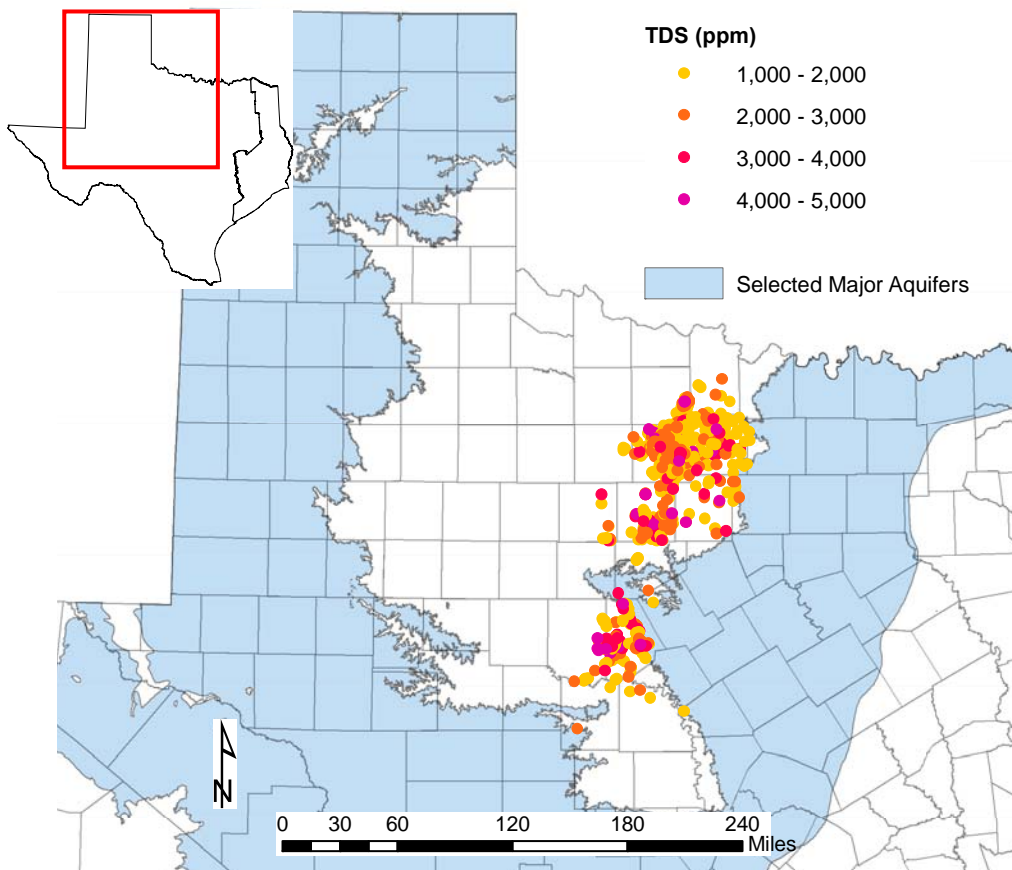 TDS (ppm)
1,000 - 2,000
2,000 - 3,000
3,000 - 4,000
4,000 - 5,000
Selected Major Aquifers
N
0 30 60 120 180 240
Miles